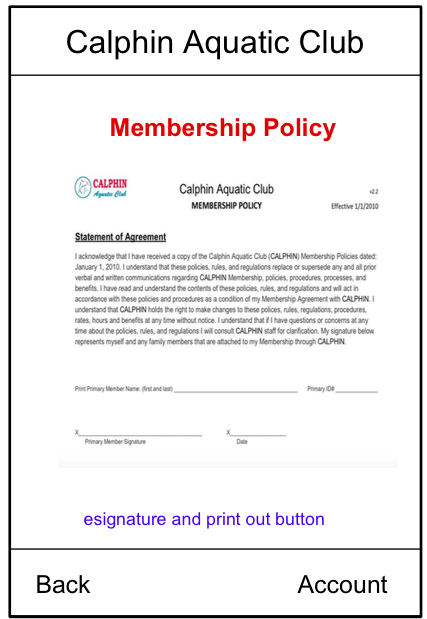 Calphin Aquatic Club
Membership Policy
CALPHIN
Aquatic Club
Calphin Aquatic Club
v2.2
MEMBERSHIP POLICY
Effective 1/1/2010
Statement of Agreement
I acknowledge that I have received a copy of the Calphin Aquatic Club (CALPHIN) Membership Policies dated:
January 1, 2010. I understand that these policies, rules, and regulations replace or supersede any and all prior
verbal and written communications regarding CALPHIN Membership, policies, procedures, processes, and
benefits. I have read and understand the contents of these policies, rules, and regulations and will act in
accordance with these policies and procedures as a condition of my Membership Agreement with CALPHIN. I
understand that CALPHIN holds the right to make changes to these policies, rules, regulations, procedures,
rates, hours and benefits at any time without notice. I understand that if I have questions or concerns at any
time about the policies, rules, and regulations I will consult CALPHIN staff for clarification. My signature below
represents myself and any family members that are attached to my Membership through CALPHIN.
Print Primary Member Name: (first and last) ____________________ Primary ID# __________
X____________________ X____________________
Primary Member Signature Date
esignature and print out button
Back Account